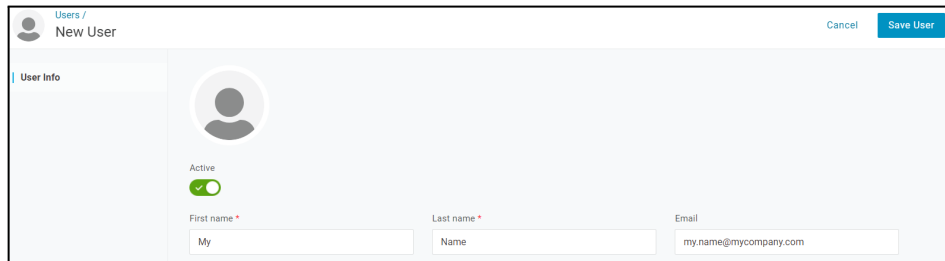 Users /
New User
Cancel
Save User
User Info
Active
First name *
Last name *
Email
My
Name
my.name@mycompany.com